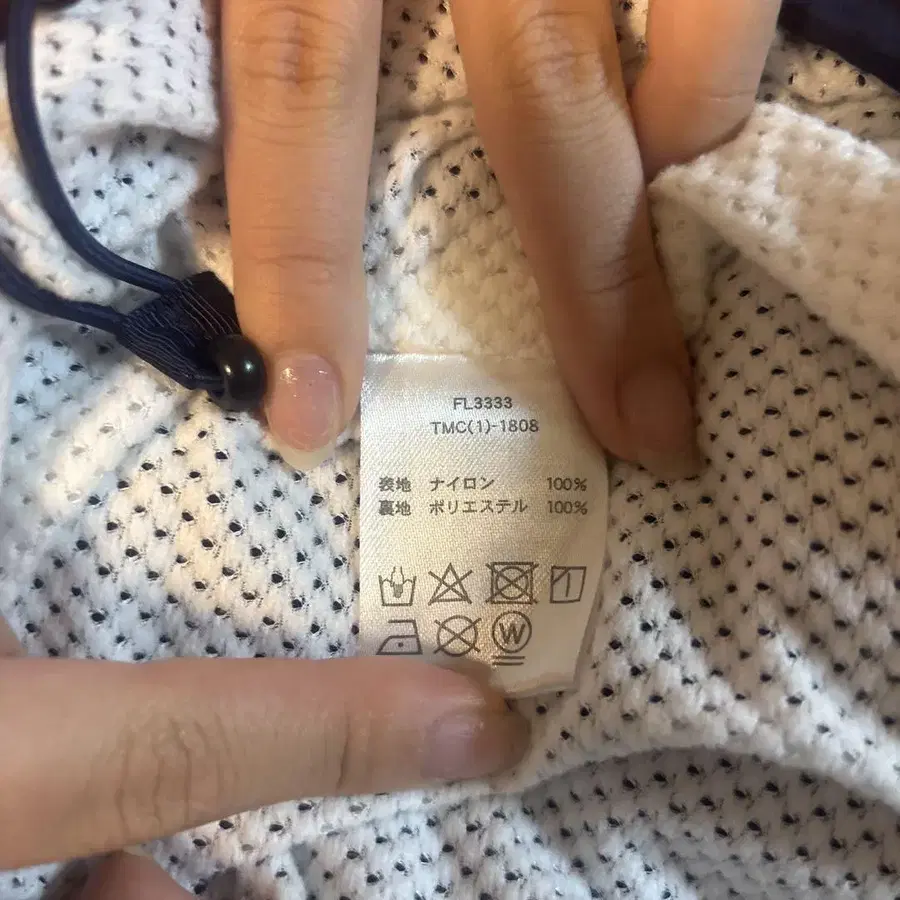 FL3333
TMC(1)-1808
表地 ナイロン 100%
裏地 ポリエステル 100%
W